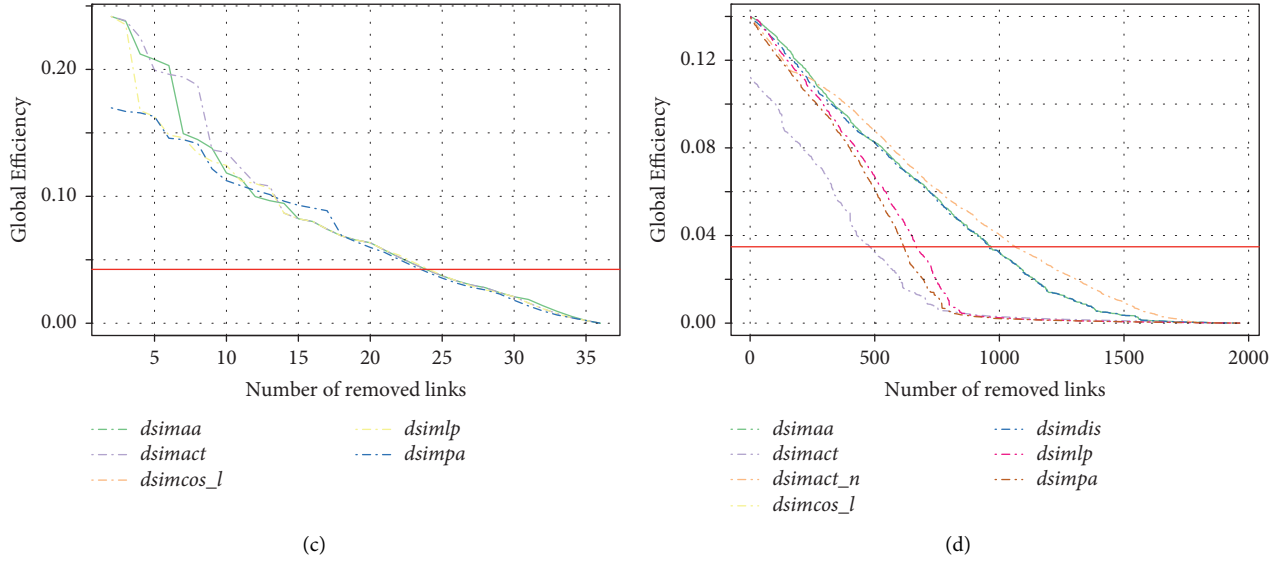 Global Efficiency
0.20
0.10
0.00
5 10 15 20 25 30 35
Number of removed links
dsimaa
dsimact
dsimcos_l
dsimlp
dsimpa
(c)
Global Efficiency
0.12
0.08
0.04
0.00
0 500 1000 1500 2000
Number of removed links
dsimaa
dsimact
dsimact_n
dsimcos_l
dsimdis
dsimlp
dsimpa
(d)